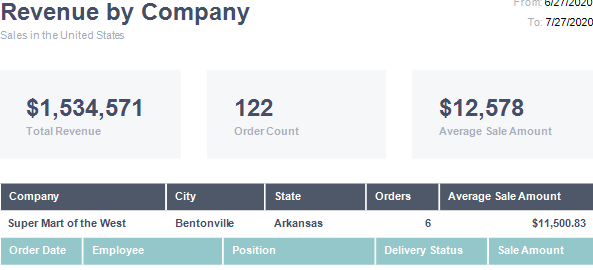 Revenue by Company
From: 6/27/2020
Sales in the United States
To: 7/27/2020
$1,534,571
Total Revenue
122
Order Count
$12,578
Average Sale Amount
Company City State Orders Average Sale Amount
Super Mart of the West Bentonville Arkansas 6 $11,500.83
Order Date Employee Position Delivery Status Sale Amount